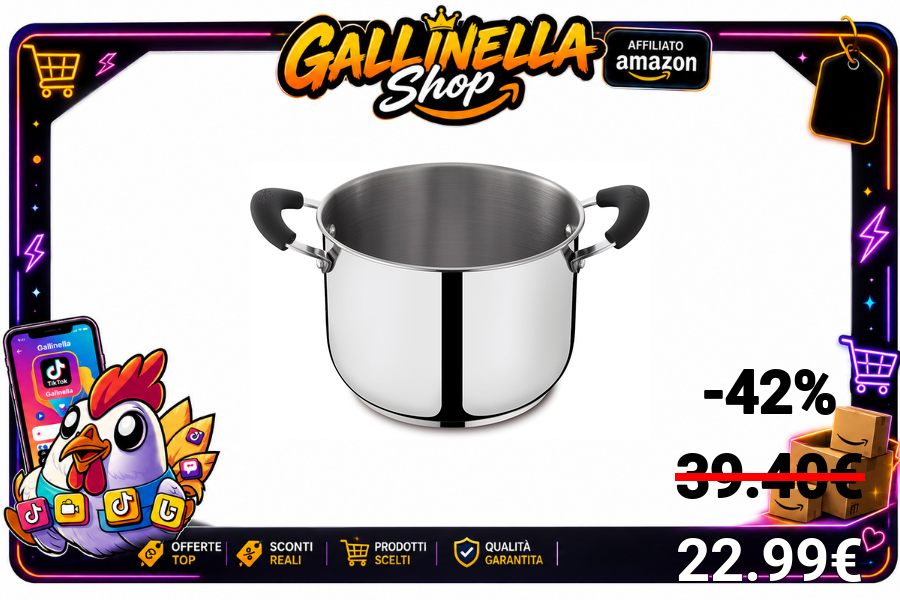 GALLINELLA
Shop
AFFILIATO
amazon
Gallinella
TikTok
Gallinella
-42%
39.40€
22.99€
OFFERTE
TOP
SCONTI
REALI
PRODOTTI
SCELTI
QUALITÀ
GARANTITA